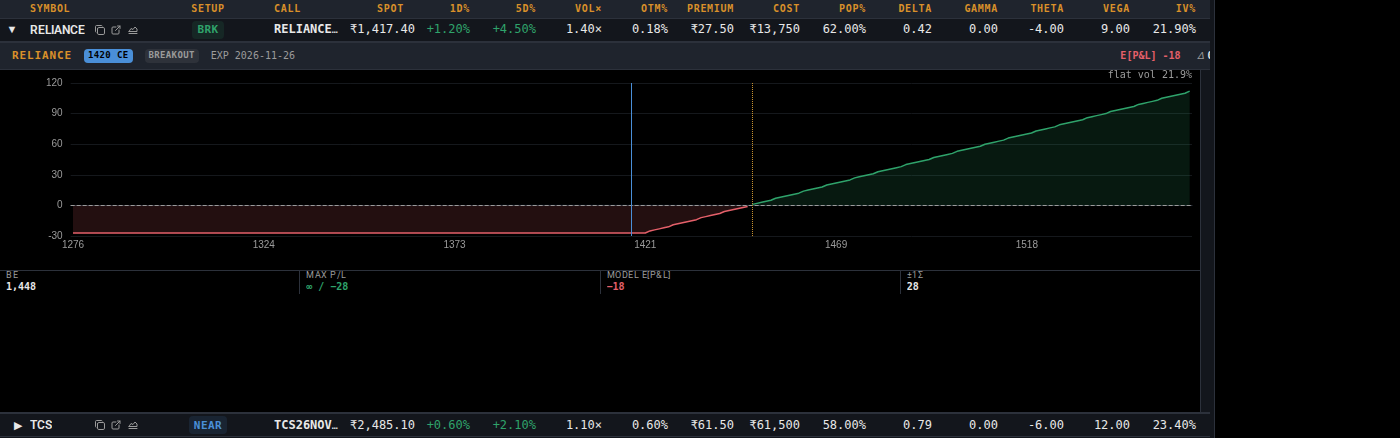 SYMBOL SETUP CALL SPOT 1D% 5D% VOL× OTM% PREMIUM COST POP% DELTA GAMMA THETA VEGA IV%
▼ RELIANCE BRK RELIANCE… ₹1,417.40 +1.20% +4.50% 1.40× 0.18% ₹27.50 ₹13,750 62.00% 0.42 0.00 -4.00 9.00 21.90%
RELIANCE 1420 CE BREAKOUT EXP 2026-11-26 E[P&L] -18
flat vol 21.9%
120
90
60
30
0
-30
1276 1324 1373 1421 1469 1518
BE MAX P/L MODEL E[P&L] ±1Σ
1,448 ∞ / −28 −18 28
▶ TCS NEAR TCS26NOV… ₹2,485.10 +0.60% +2.10% 1.10× 0.60% ₹61.50 ₹61,500 58.00% 0.79 0.00 -6.00 12.00 23.40%